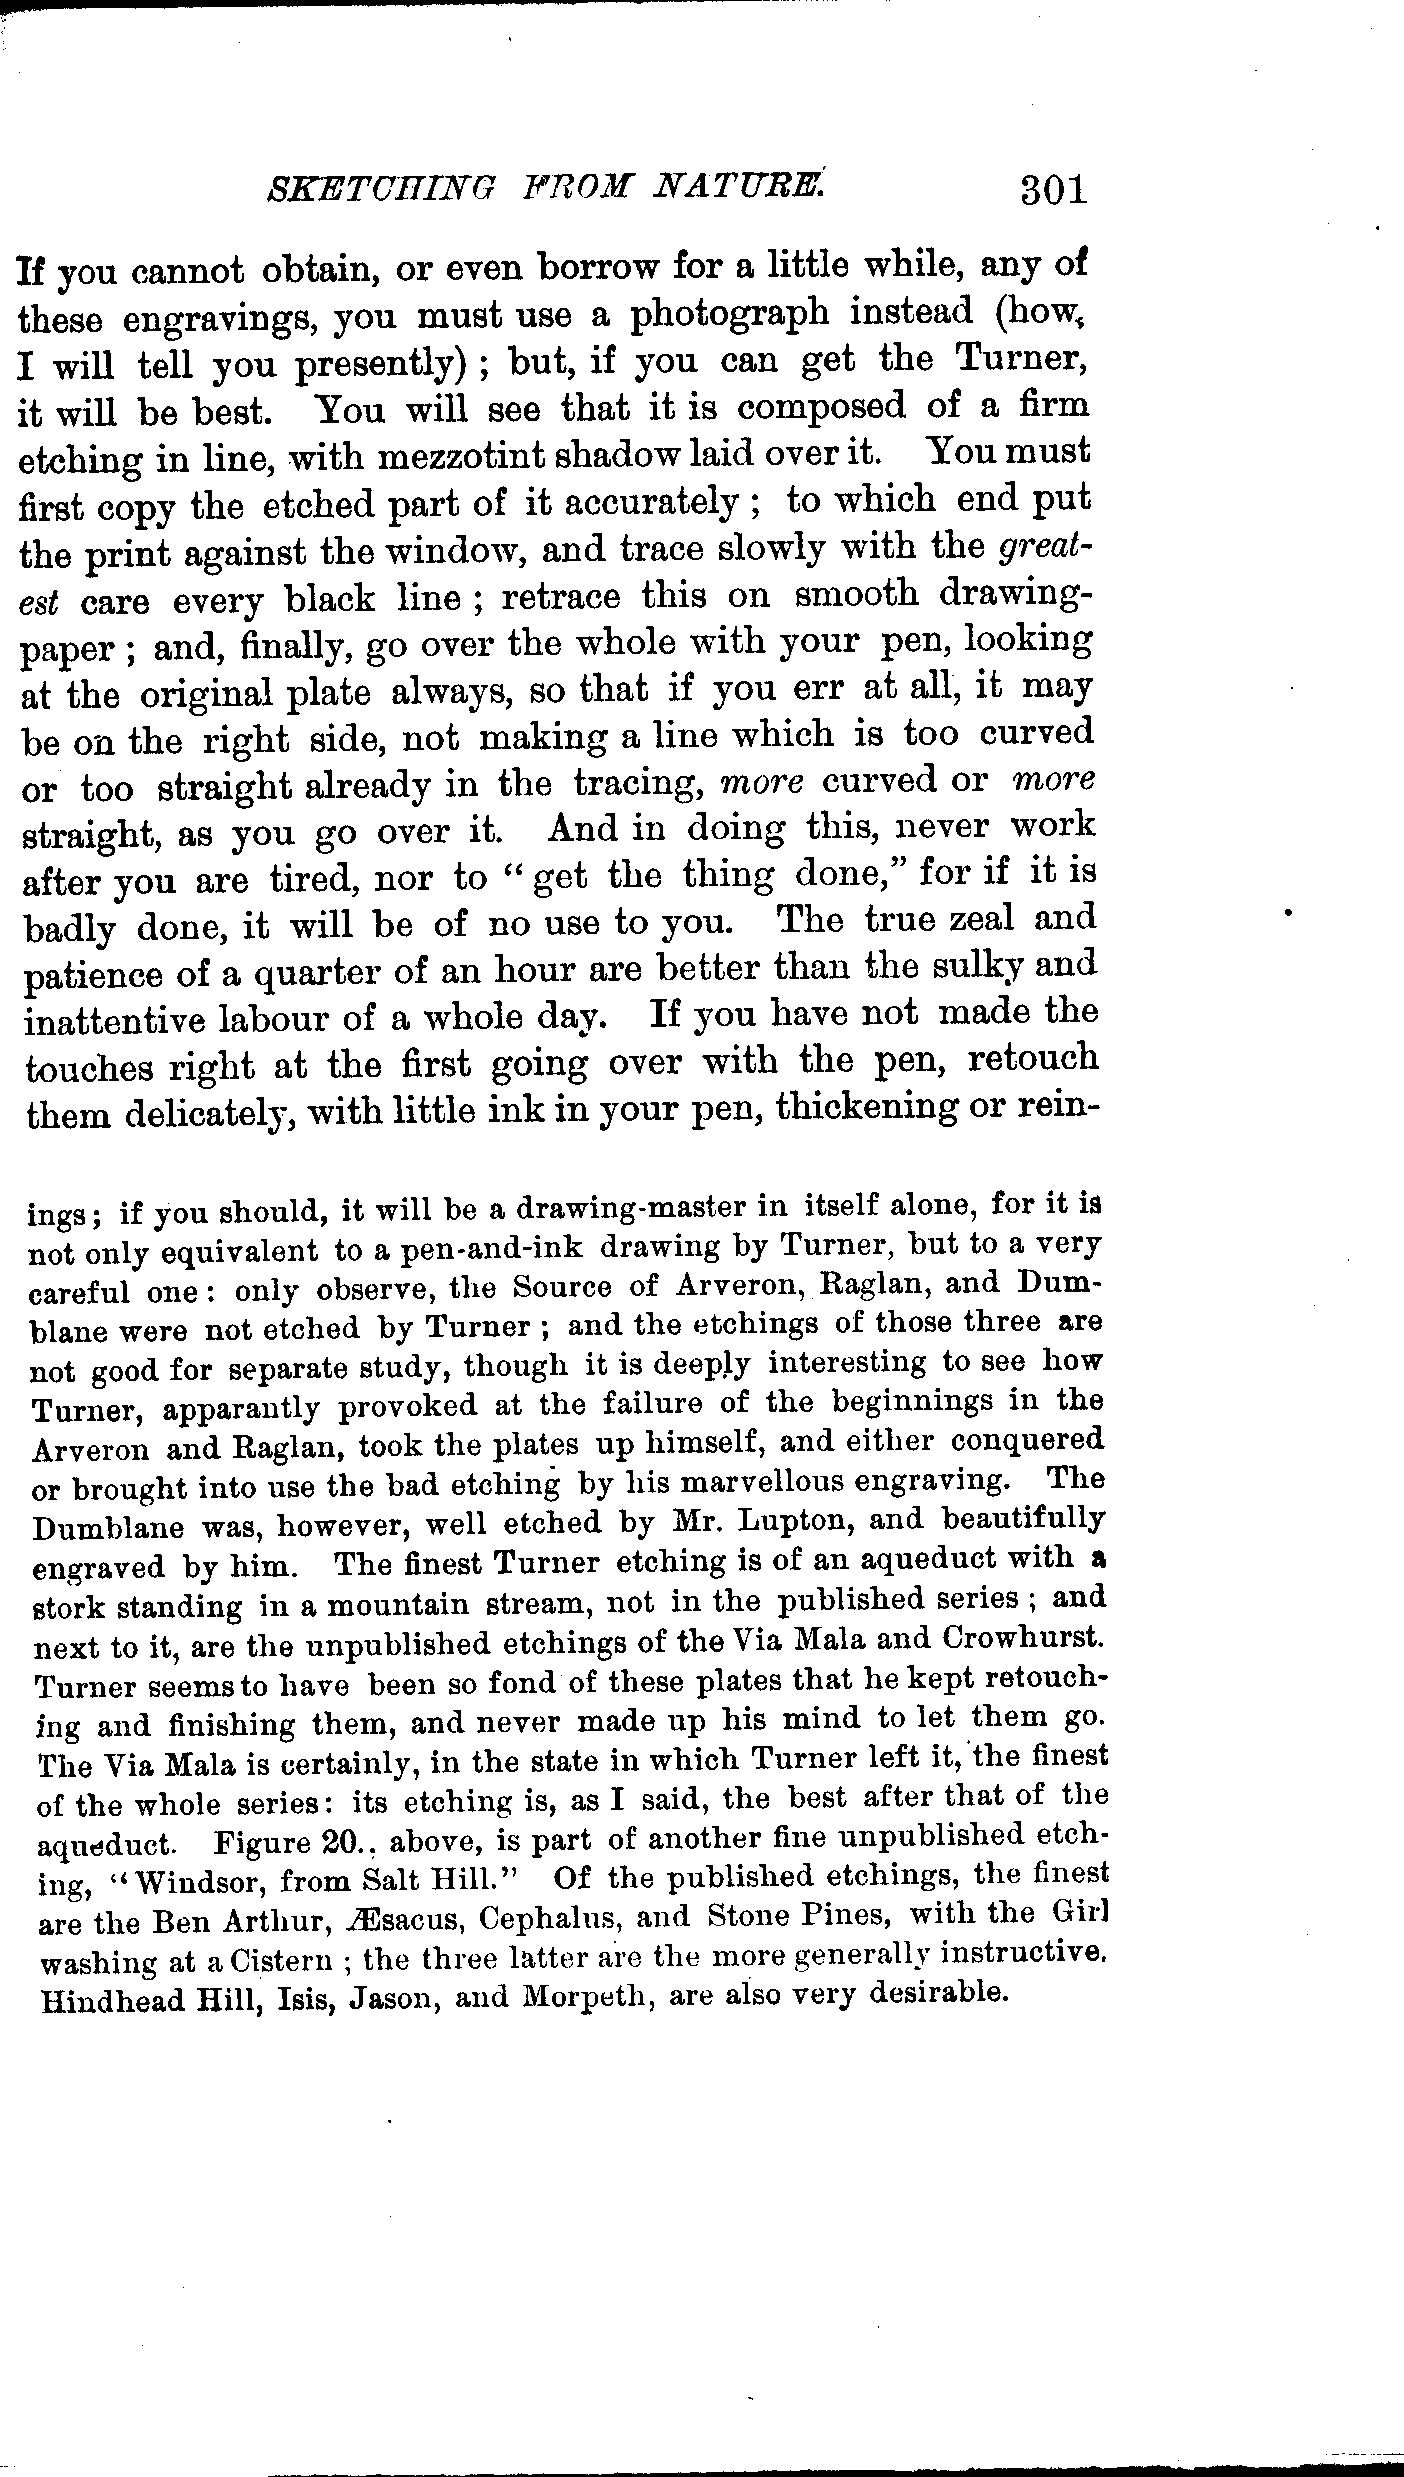 SKETCHING FROM NATURE. 301
If you cannot obtain, or even borrow for a little while, any of
these engravings, you must use a photograph instead (how,
I will tell you presently) ; but, if you can get the Turner,
it will be best. You will see that it is composed of a firm
etching in line, with mezzotint shadow laid over it. You must
first copy the etched part of it accurately ; to which end put
the print against the window, and trace slowly with the great-
est care every black line ; retrace this on smooth drawing-
paper ; and, finally, go over the whole with your pen, looking
at the original plate always, so that if you err at all, it may
be on the right side, not making a line which is too curved
or too straight already in the tracing, more curved or more
straight, as you go over it. And in doing this, never work
after you are tired, nor to “ get the thing done,” for if it is
badly done, it will be of no use to you. The true zeal and
patience of a quarter of an hour are better than the sulky and
inattentive labour of a whole day. If you have not made the
touches right at the first going over with the pen, retouch
them delicately, with little ink in your pen, thickening or rein-
ings; if you should, it will be a drawing-master in itself alone, for it is
not only equivalent to a pen-and-ink drawing by Turner, but to a very
careful one : only observe, the Source of Arveron, Raglan, and Dum-
blane were not etched by Turner ; and the etchings of those three are
not good for separate study, though it is deeply interesting to see how
Turner, apparantly provoked at the failure of the beginnings in the
Arveron and Raglan, took the plates up himself, and either conquered
or brought into use the bad etching by his marvellous engraving. The
Dumblane was, however, well etched by Mr. Lupton, and beautifully
engraved by him. The finest Turner etching is of an aqueduct with a
stork standing in a mountain stream, not in the published series ; and
next to it, are the unpublished etchings of the Via Mala and Crowhurst.
Turner seems to have been so fond of these plates that he kept retouch-
ing and finishing them, and never made up his mind to let them go.
The Via Mala is certainly, in the state in which Turner left it, the finest
of the whole series: its etching is, as I said, the best after that of the
aqueduct. Figure 20., above, is part of another fine unpublished etch-
ing, “Windsor, from Salt Hill.” Of the published etchings, the finest
are the Ben Arthur, Æsacus, Cephalus, and Stone Pines, with the Girl
washing at a Cistern ; the three latter are the more generally instructive.
Hindhead Hill, Isis, Jason, and Morpeth, are also very desirable.